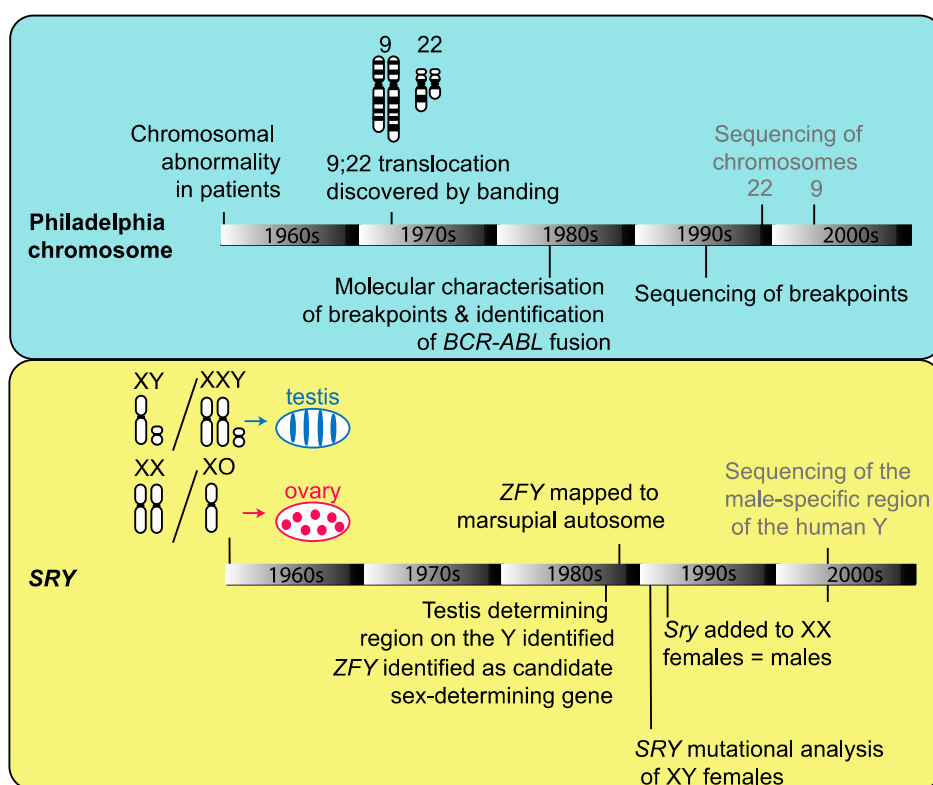 9 22
Chromosomal
abnormality
in patients
9;22 translocation
discovered by banding
Sequencing of
chromosomes
22 9
Philadelphia
chromosome
1960s 1970s 1980s 1990s 2000s
Molecular characterisation
of breakpoints & identification
of BCR-ABL fusion
Sequencing of breakpoints
XY XXY
testis
XX XO
ovary
ZFY mapped to
marsupial autosome
Sequencing of the
male-specific region
of the human Y
SRY
1960s 1970s 1980s 1990s 2000s
Testis determining
region on the Y identified
ZFY identified as candidate
sex-determining gene
Sry added to XX
females = males
SRY mutational analysis
of XY females